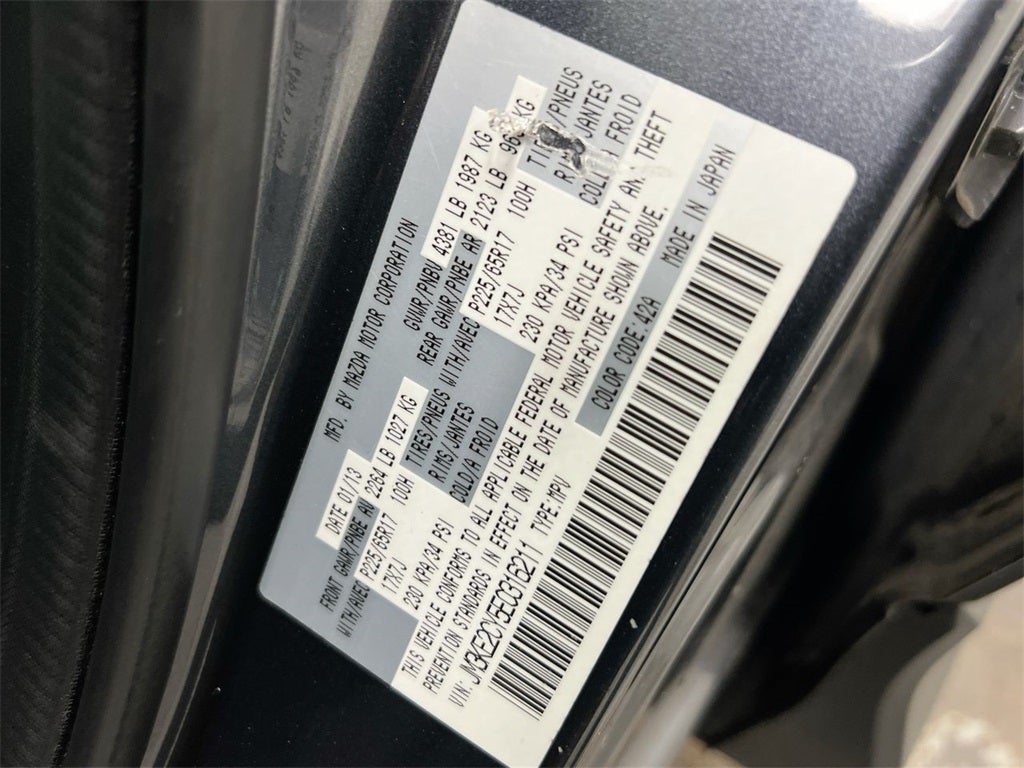 MFD. BY MAZDA MOTOR CORPORATION
DATE 01/13 GVWR/PNBV 4381 LB 1987 KG
FRONT GAWR/PNBE AV 2264 LB 1027 KG REAR GAWR/PNBE AR 2123 LB KG
WITH/AVEC P225/65R17 100H TIRES/PNEUS WITH/AVEC P225/65R17 100H /PNEUS
17X7J RIMS/JANTES 17X7J /JANTES
230 KPA/34 PSI COLD/A FROID 230 KPA/34 PSI FROID
THIS VEHICLE CONFORMS TO ALL APPLICABLE FEDERAL MOTOR VEHICLE SAFETY AND THEFT
PREVENTION STANDARDS IN EFFECT ON THE DATE OF MANUFACTURE SHOWN ABOVE.
VIN: JM3KE2CY5E0316211 TYPE:MPV COLOR CODE:42A MADE IN JAPAN